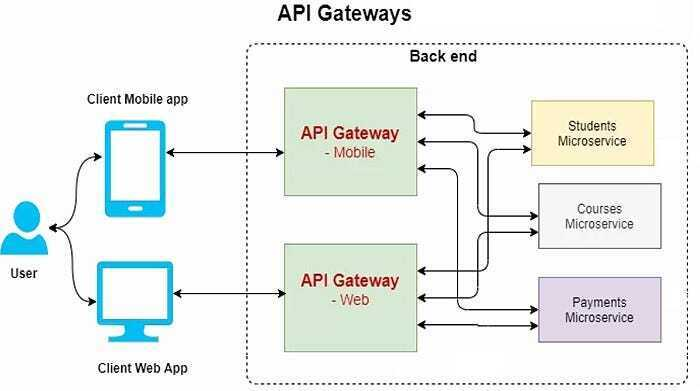 API Gateways
Back end
Client Mobile app
API Gateway
- Mobile
Students
Microservice
Courses
Microservice
User
API Gateway
- Web
Payments
Microservice
Client Web App